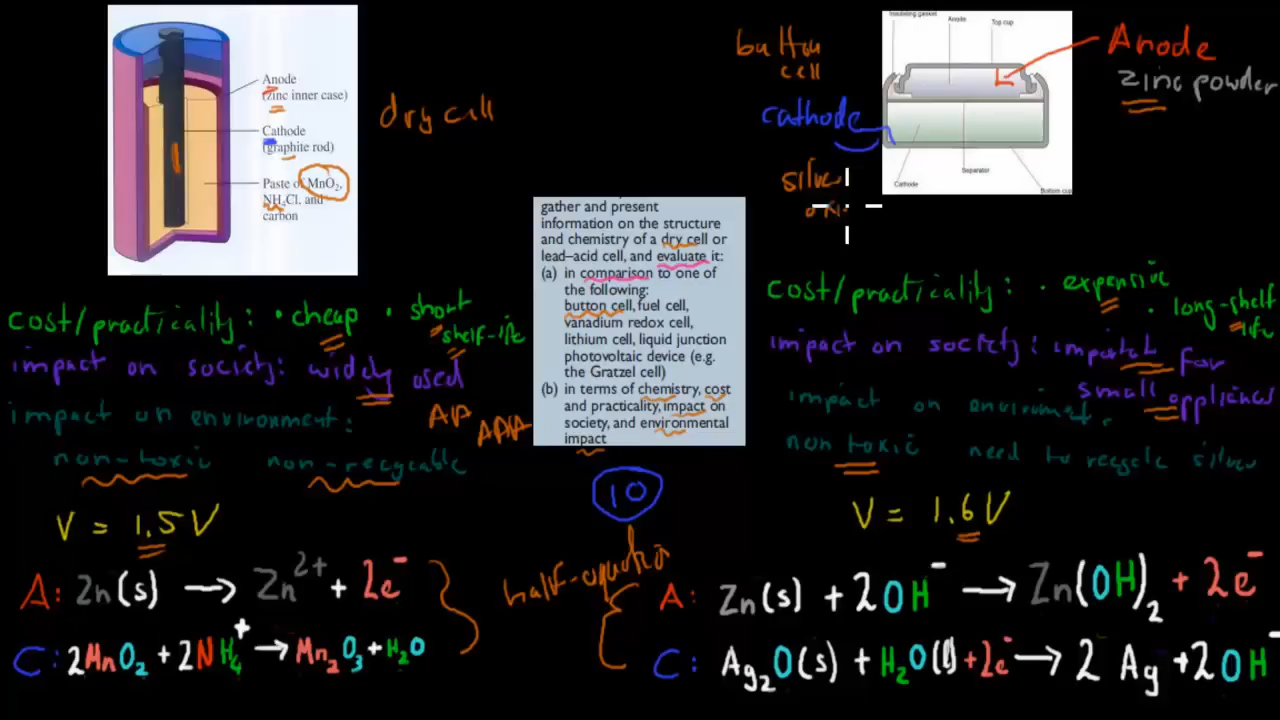 Anode
(zinc inner case)
Cathode
(graphite rod)
Paste of MnO₂,
NH₄Cl, and
carbon
dry cell
button
cell
cathode
Insulating gasket
Anode
Top cup
Cathode
Separator
Bottom cup
Anode
zinc powder
gather and present
information on the structure
and chemistry of a dry cell or
lead–acid cell, and evaluate it:
(a) in comparison to one of
the following:
button cell, fuel cell,
vanadium redox cell,
lithium cell, liquid junction
photovoltaic device (e.g.
the Gratzel cell)
(b) in terms of chemistry, cost
and practicality, impact on
society, and environmental
impact
10
cost/practicality: · cheap · short
shelf-life
impact on society: widely used
impact on environment:
non-toxic non-recyceable
AA
AAA
V = 1.5V
A: Zn(s) → Zn²⁺ + 2e⁻
C: 2MnO₂ + 2NH₄⁺ → Mn₂O₃ + H₂O
half-equation
cost/practicality: · expensive
· long-shelf
life
impact on society: important for
small appliances
impact on enviroment.
non toxic need to recycle silver
V = 1.6V
A: Zn(s) + 2OH⁻ → Zn(OH)₂ + 2e⁻
C: Ag₂O(s) + H₂O(l) + 2e⁻ → 2 Ag + 2OH⁻